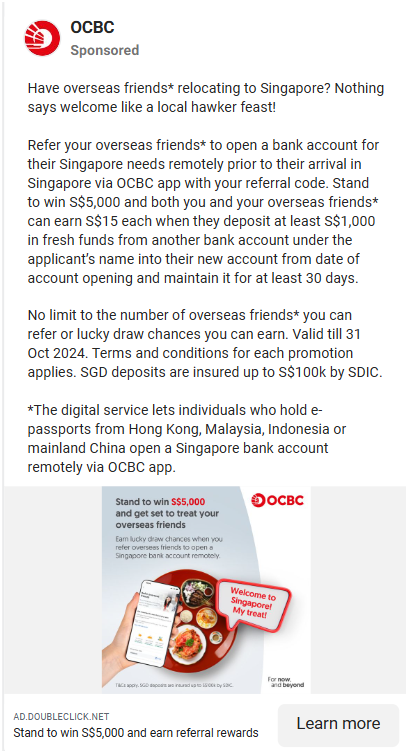 OCBC
Sponsored
Have overseas friends* relocating to Singapore? Nothing
says welcome like a local hawker feast!
Refer your overseas friends* to open a bank account for
their Singapore needs remotely prior to their arrival in
Singapore via OCBC app with your referral code. Stand
to win S$5,000 and both you and your overseas friends*
can earn S$15 each when they deposit at least S$1,000
in fresh funds from another bank account under the
applicant's name into their new account from date of
account opening and maintain it for at least 30 days.
No limit to the number of overseas friends* you can
refer or lucky draw chances you can earn. Valid till 31
Oct 2024. Terms and conditions for each promotion
applies. SGD deposits are insured up to S$100k by SDIC.
*The digital service lets individuals who hold e-
passports from Hong Kong, Malaysia, Indonesia or
mainland China open a Singapore bank account
remotely via OCBC app.
Stand to win S$5,000
and get set to treat your
overseas friends
OCBC
Earn lucky draw chances when you
refer overseas friends to open a
Singapore bank account remotely.
Welcome to
Singapore!
My treat!
T&Cs apply. SGD deposits are insured up to S$100k by SDIC.
For now,
and beyond
AD.DOUBLECLICK.NET
Stand to win S$5,000 and earn referral rewards
Learn more